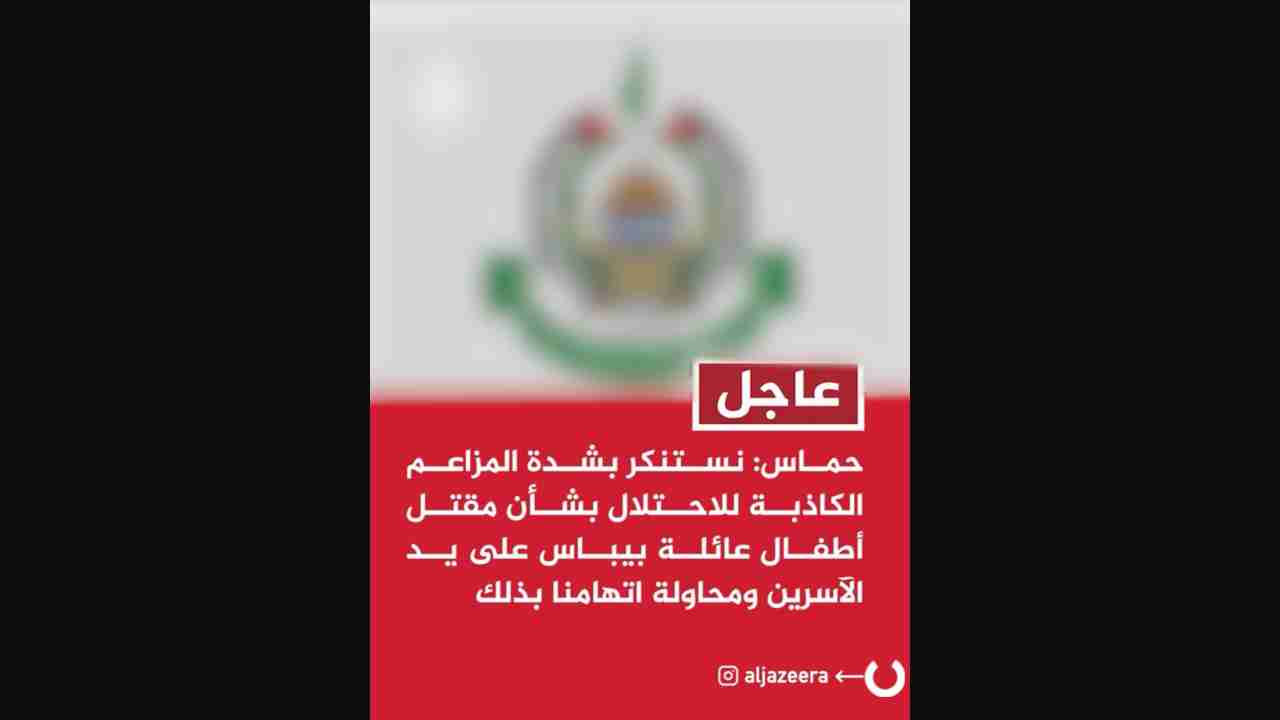 عاجل
حماس: نستنكر بشدة المزاعم
الكاذبة للاحتلال بشأن مقتل
أطفال عائلة بيباس على يد
الآسرين ومحاولة اتهامنا بذلك
aljazeera